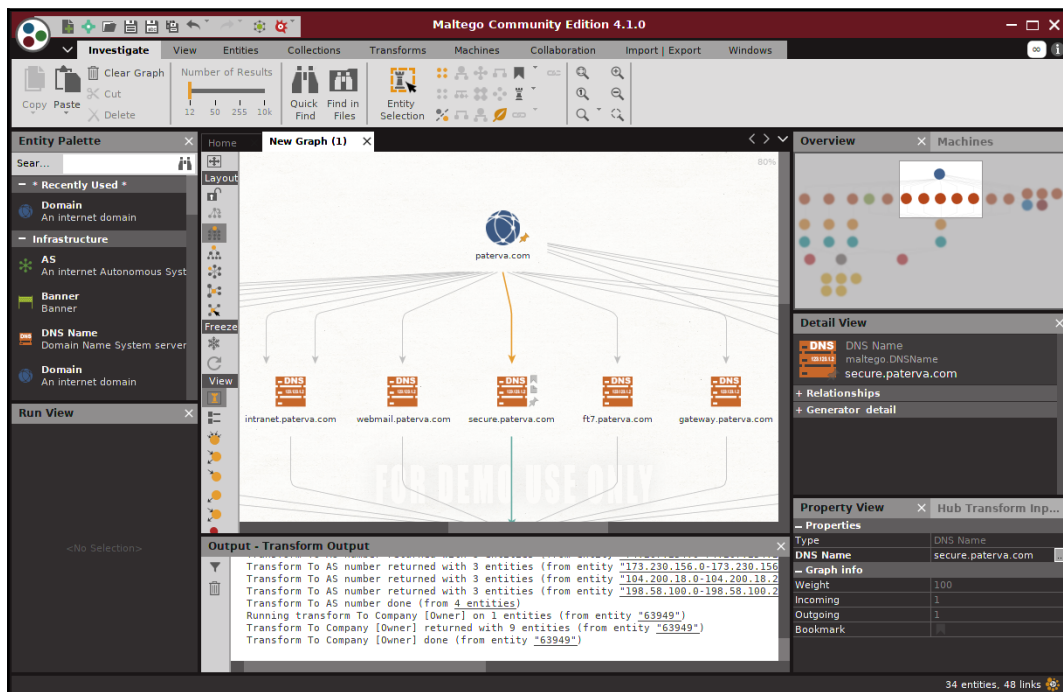 Maltego Community Edition 4.1.0
Investigate View Entities Collections Transforms Machines Collaboration Import | Export Windows
Copy Paste Clear Graph Cut Delete
Number of Results
12 50 255 10k
Quick Find
Find in Files
Entity Selection
Entity Palette
Sear...
* Recently Used *
Domain
An internet domain
Infrastructure
AS
An internet Autonomous Syst
Banner
Banner
DNS Name
Domain Name System server
Domain
An internet domain
Run View
<No Selection>
Home New Graph (1)
Layout
Freeze
View
80%
paterva.com
DNS DNS DNS DNS DNS
intranet.paterva.com webmail.paterva.com secure.paterva.com ft7.paterva.com gateway.paterva.com
FOR DEMO USE ONLY
Output - Transform Output
Transform To AS number returned with 3 entities (from entity "173.230.156.0-173.230.156
Transform To AS number returned with 3 entities (from entity "104.200.18.0-104.200.18.2
Transform To AS number returned with 3 entities (from entity "198.58.100.0-198.58.100.2
Transform To AS number done (from 4 entities)
Running transform To Company [Owner] on 1 entities (from entity "63949")
Transform To Company [Owner] returned with 9 entities (from entity "63949")
Transform To Company [Owner] done (from entity "63949")
Overview Machines
Detail View
DNS
DNS Name
maltego.DNSName
secure.paterva.com
+ Relationships
+ Generator detail
Property View Hub Transform Inp...
Properties
Type DNS Name
DNS Name secure.paterva.com
Graph info
Weight 100
Incoming 1
Outgoing 1
Bookmark
34 entities, 48 links